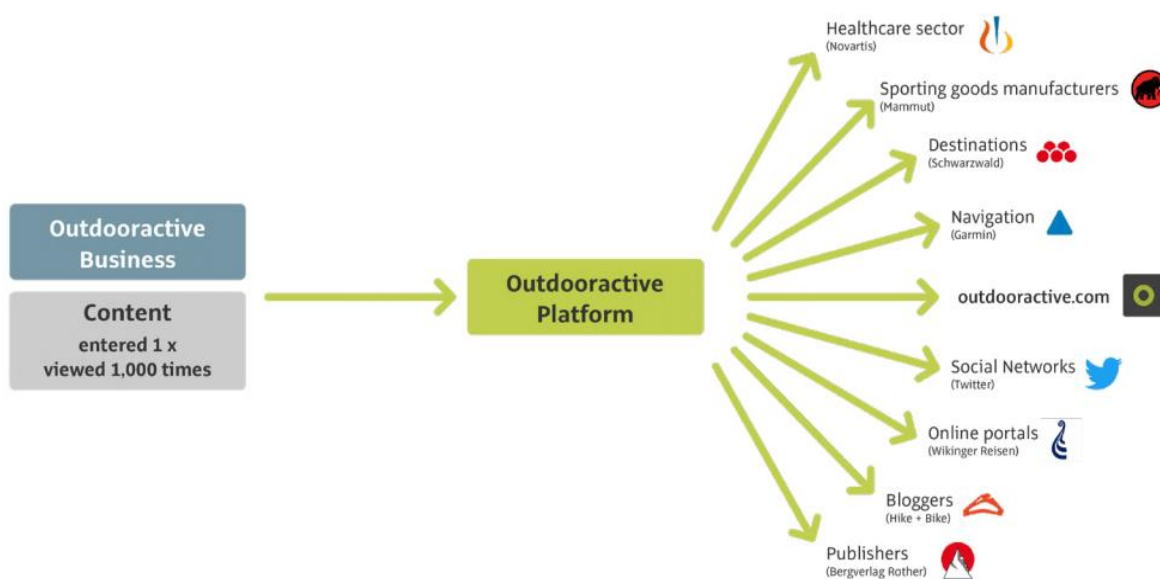 Outdooractive
Business
Content
entered 1 x
viewed 1,000 times
Outdooractive
Platform
Healthcare sector
(Novartis)
Sporting goods manufacturers
(Mammut)
Destinations
(Schwarzwald)
Navigation
(Garmin)
outdooractive.com
Social Networks
(Twitter)
Online portals
(Wikinger Reisen)
Bloggers
(Hike + Bike)
Publishers
(Bergverlag Rother)